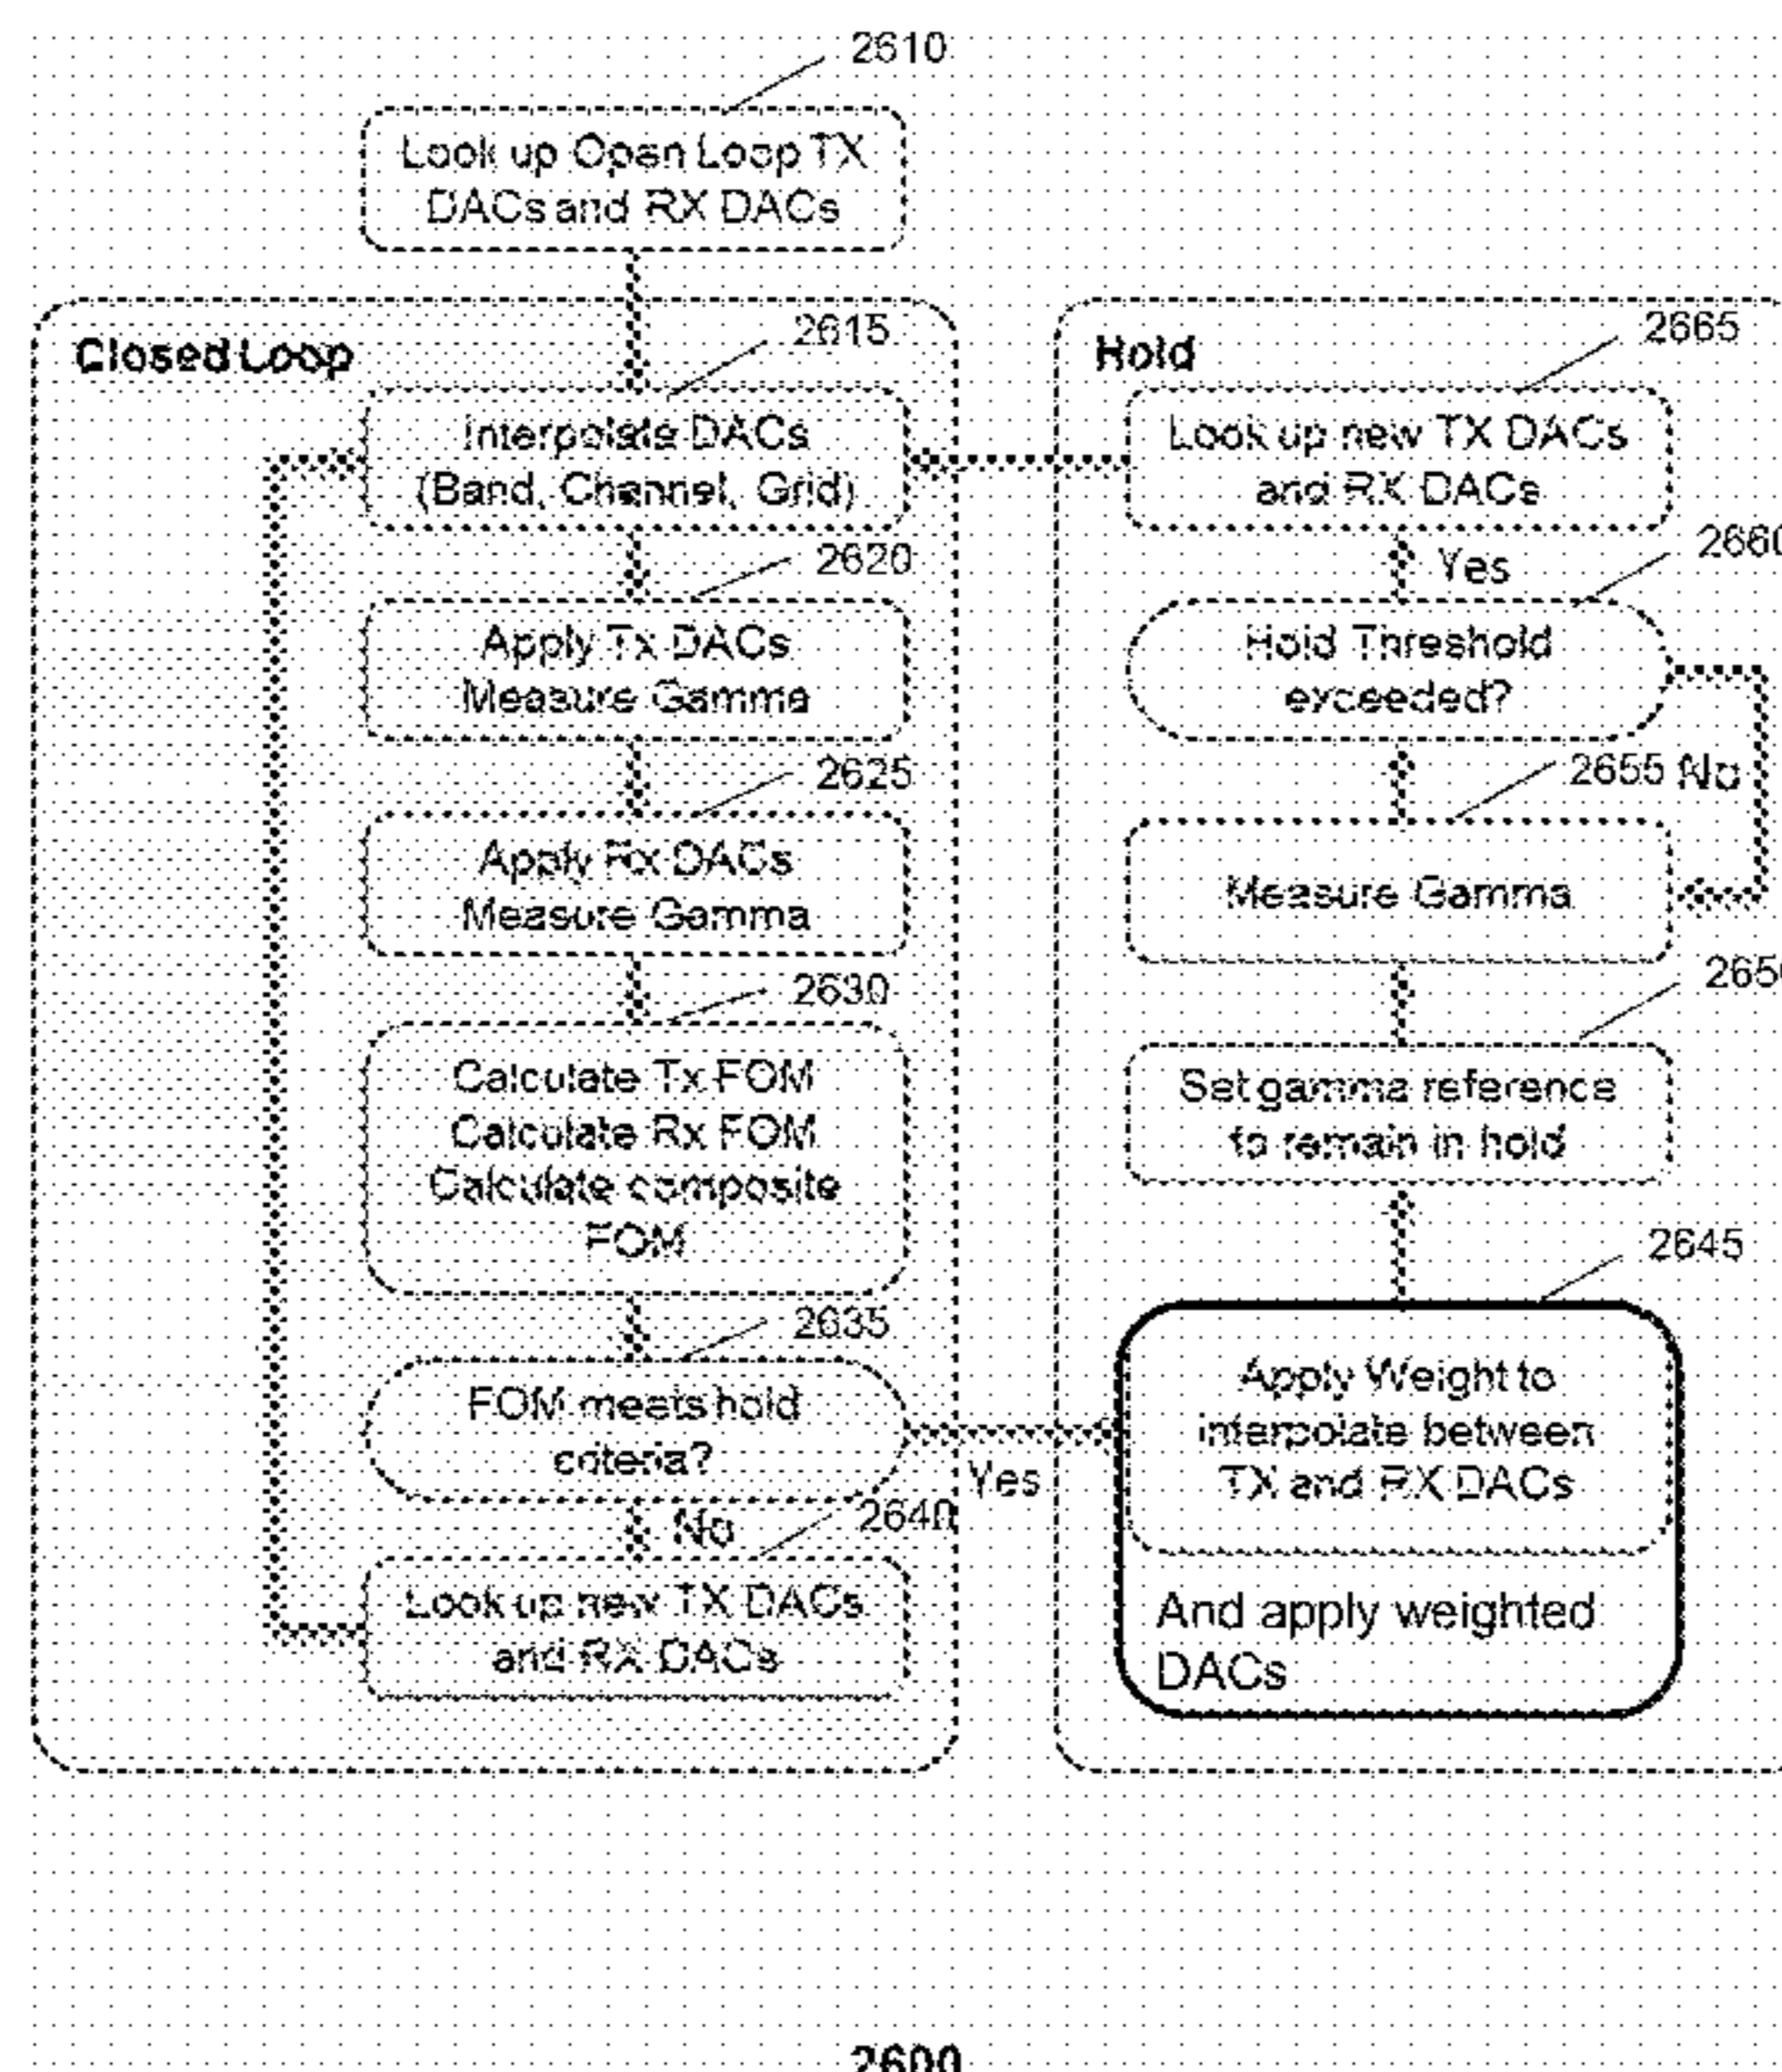 2610
Look up Open Loop TX
DACs and RX DACs
Closed Loop
2615
Interpolate DACs
(Band, Channel, Grid)
2620
Apply Tx DACs
Measure Gamma
2625
Apply Rx DACs
Measure Gamma
2630
Calculate Tx FOM
Calculate Rx FOM
Calculate composite
FOM
2635
FOM meets hold
criteria?
Yes
No
2640
Look up new TX DACs
and RX DACs
Hold
2665
Look up new TX DACs
and RX DACs
Yes
2660
Hold Threshold
exceeded?
2655
No
Measure Gamma
2650
Set gamma reference
to remain in hold
2645
Apply Weight to
interpolate between
TX and RX DACs
And apply weighted
DACs
2600